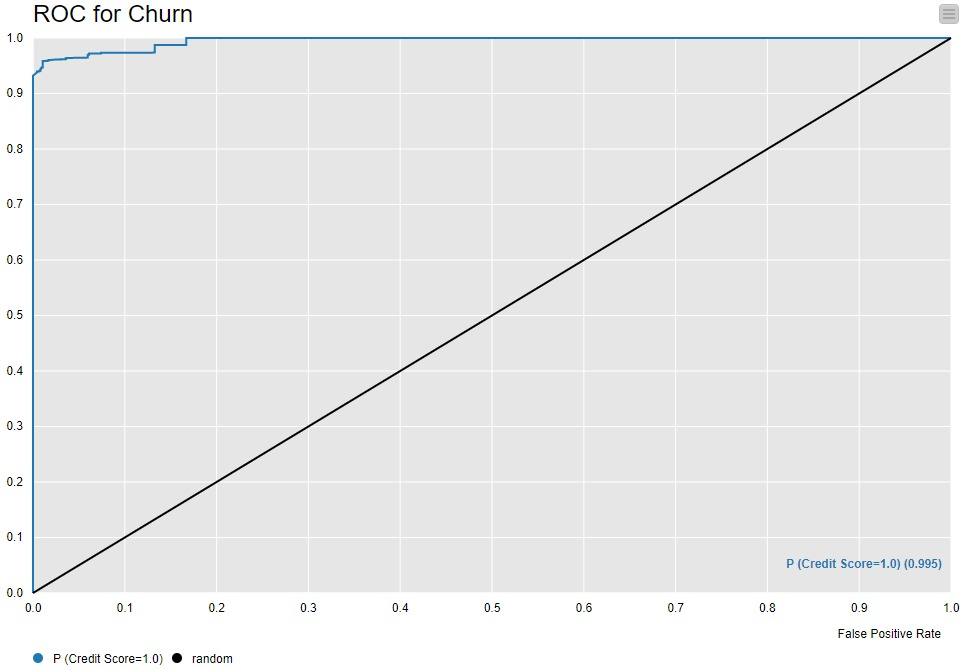 ROC for Churn
1.0
0.9
0.8
0.7
0.6
0.5
0.4
0.3
0.2
0.1
0.0
P (Credit Score=1.0) (0.995)
0.0 0.1 0.2 0.3 0.4 0.5 0.6 0.7 0.8 0.9 1.0
False Positive Rate
P (Credit Score=1.0) random